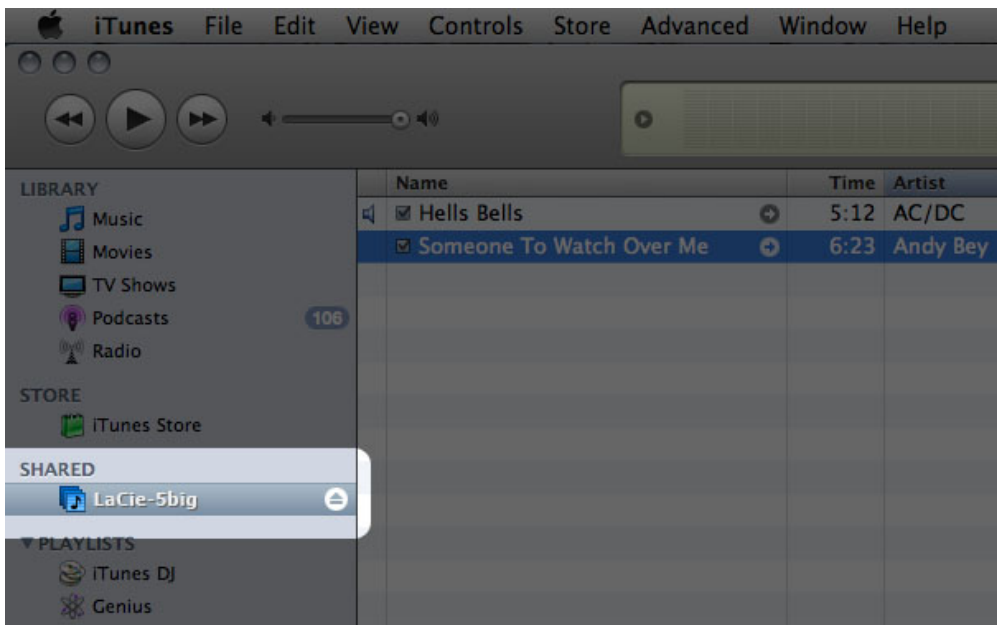 iTunes File Edit View Controls Store Advanced Window Help
LIBRARY
Music
Movies
TV Shows
Podcasts 106
Radio
STORE
iTunes Store
SHARED
LaCie-5big
PLAYLISTS
iTunes DJ
Genius
Name Time Artist
Hells Bells 5:12 AC/DC
Someone To Watch Over Me 6:23 Andy Bey